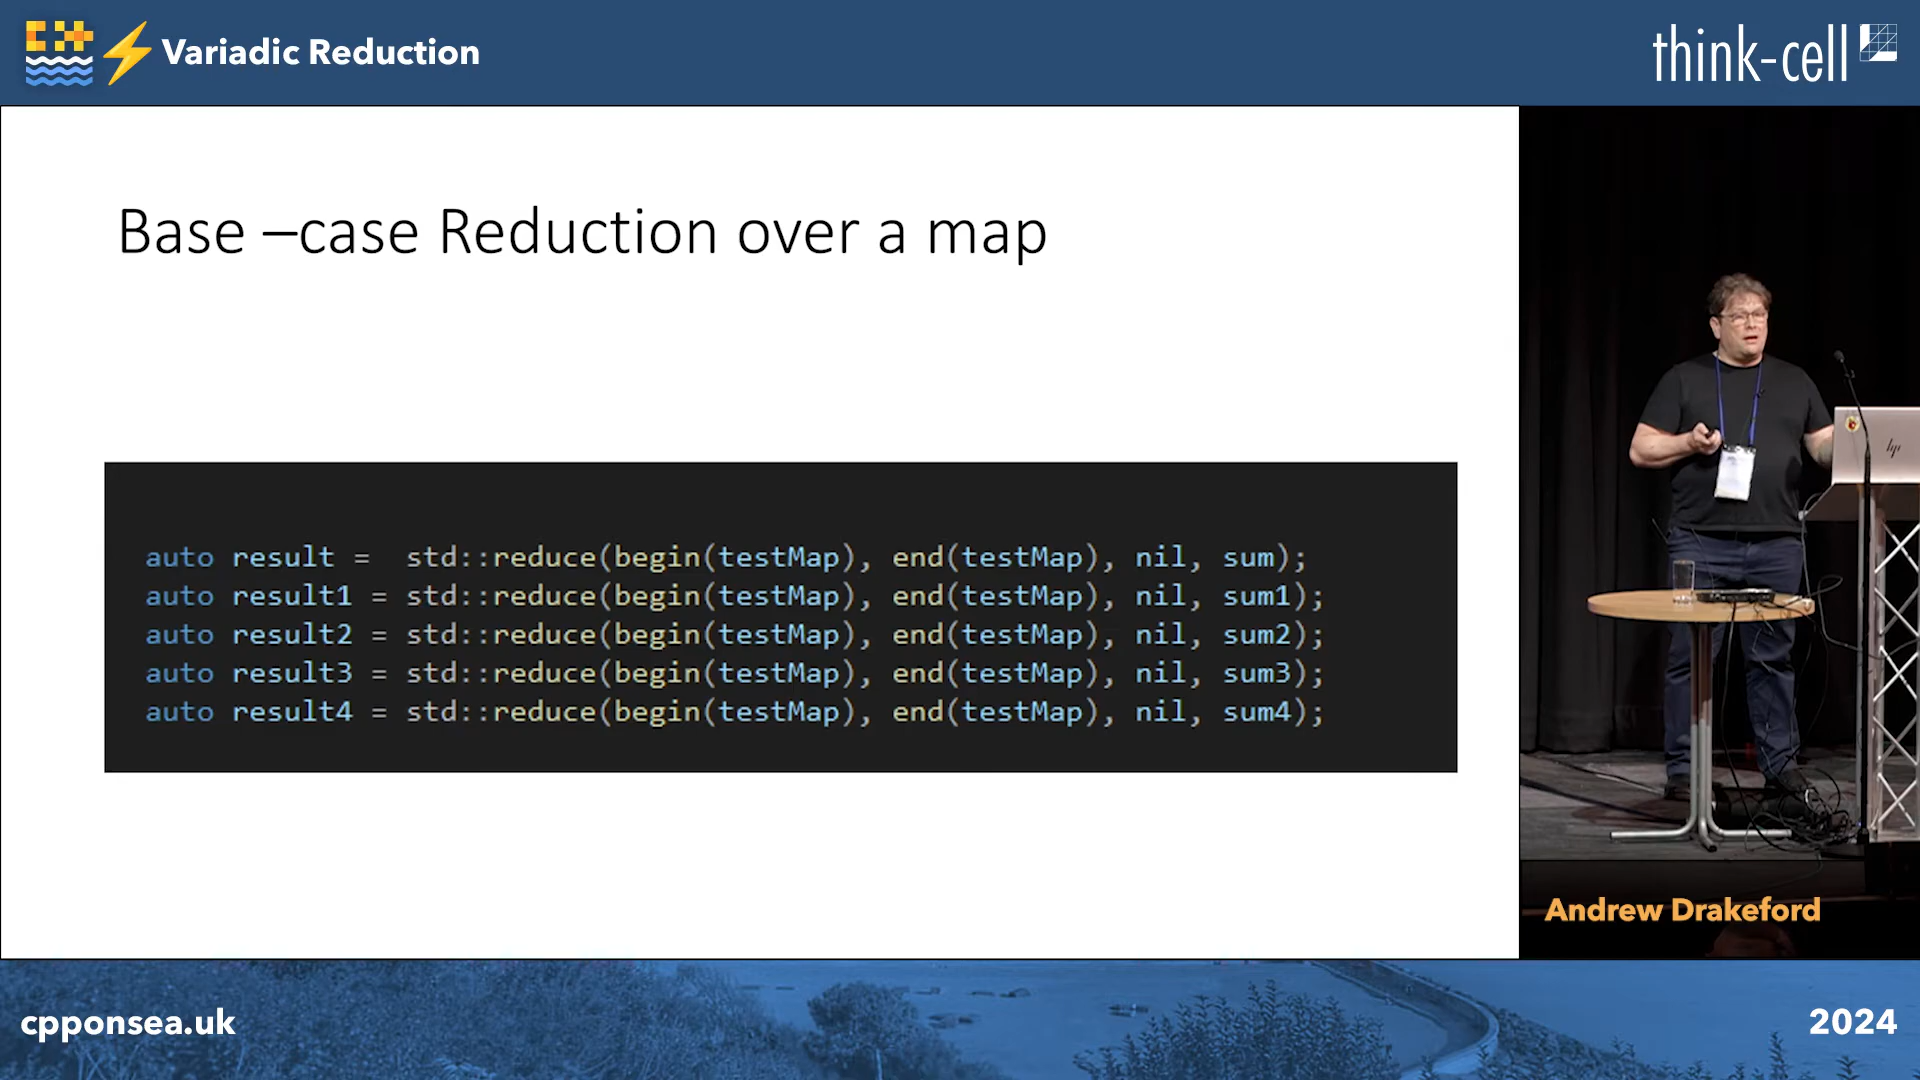 Variadic Reduction
think-cell
Base –case Reduction over a map
auto result =  std::reduce(begin(testMap), end(testMap), nil, sum);
auto result1 = std::reduce(begin(testMap), end(testMap), nil, sum1);
auto result2 = std::reduce(begin(testMap), end(testMap), nil, sum2);
auto result3 = std::reduce(begin(testMap), end(testMap), nil, sum3);
auto result4 = std::reduce(begin(testMap), end(testMap), nil, sum4);
hp
Andrew Drakeford
cpponsea.uk
2024